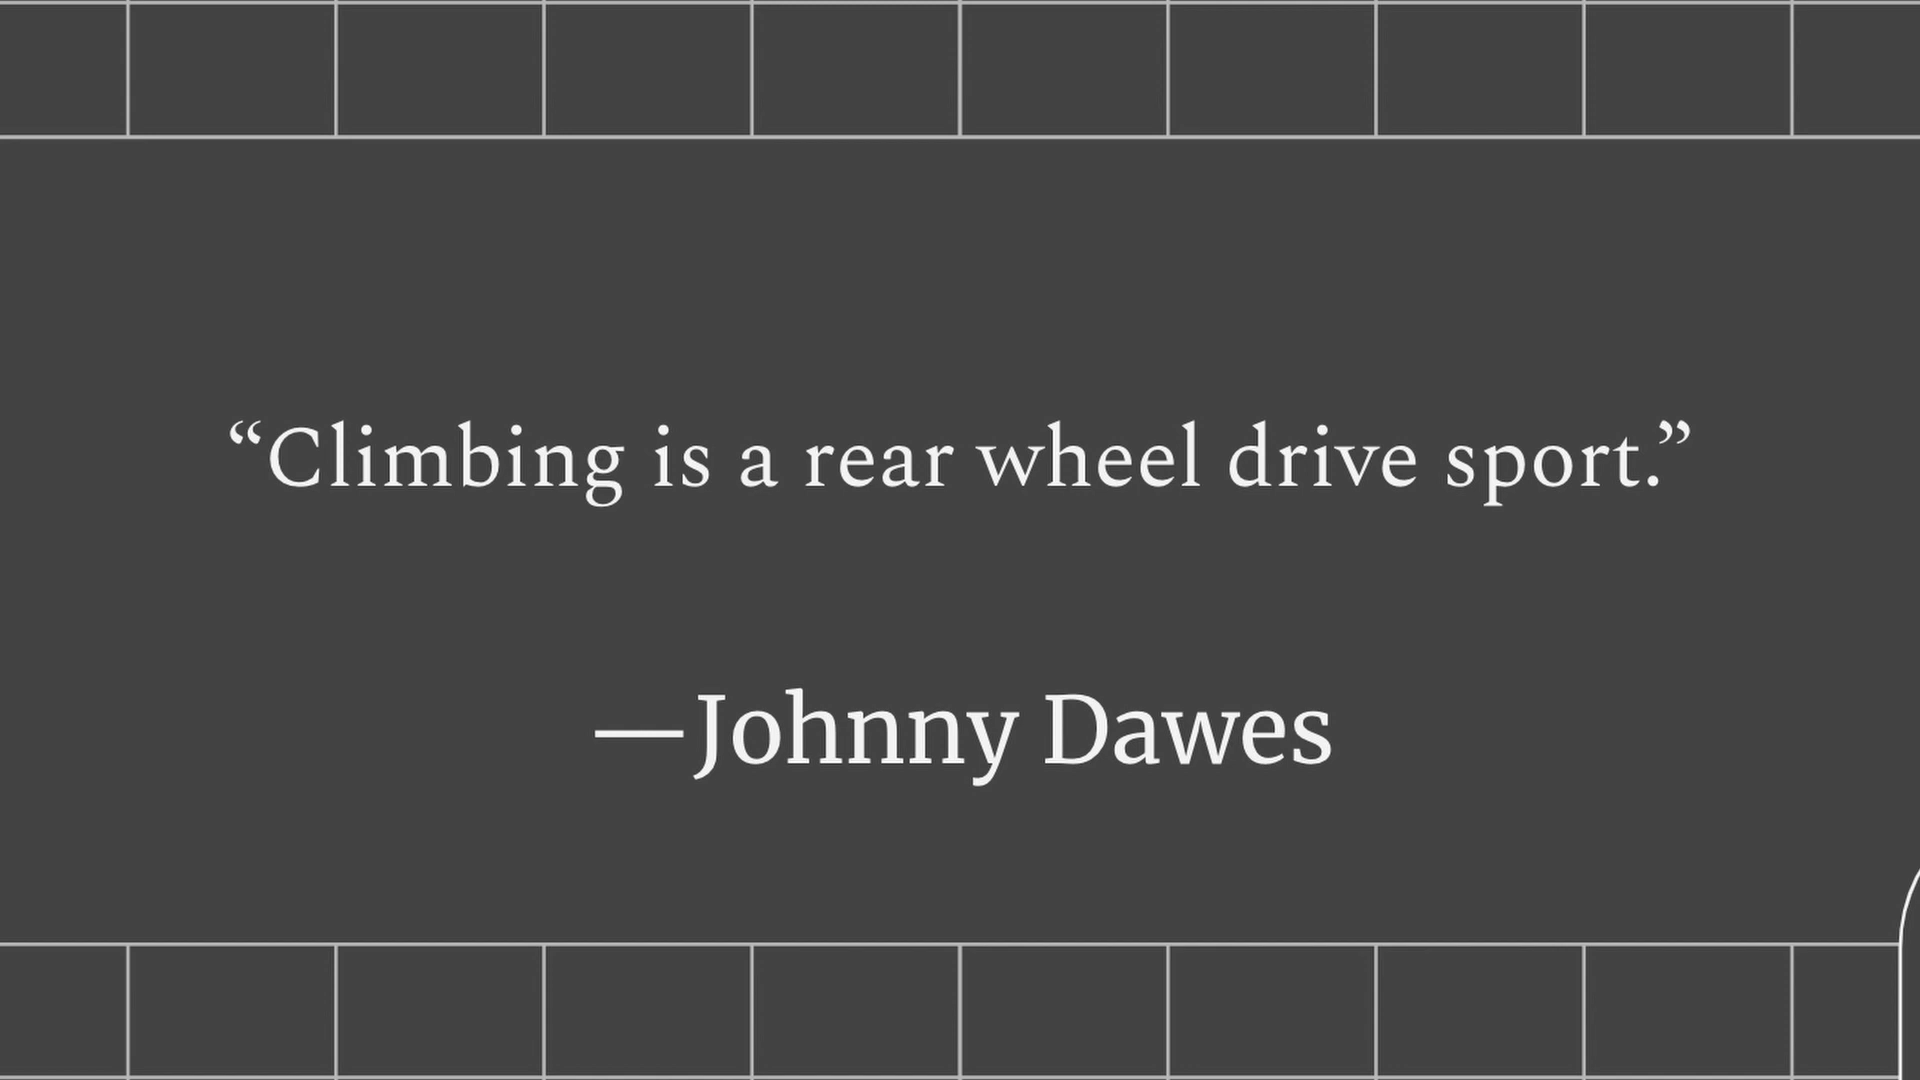 “Climbing is a rear wheel drive sport.”
—Johnny Dawes